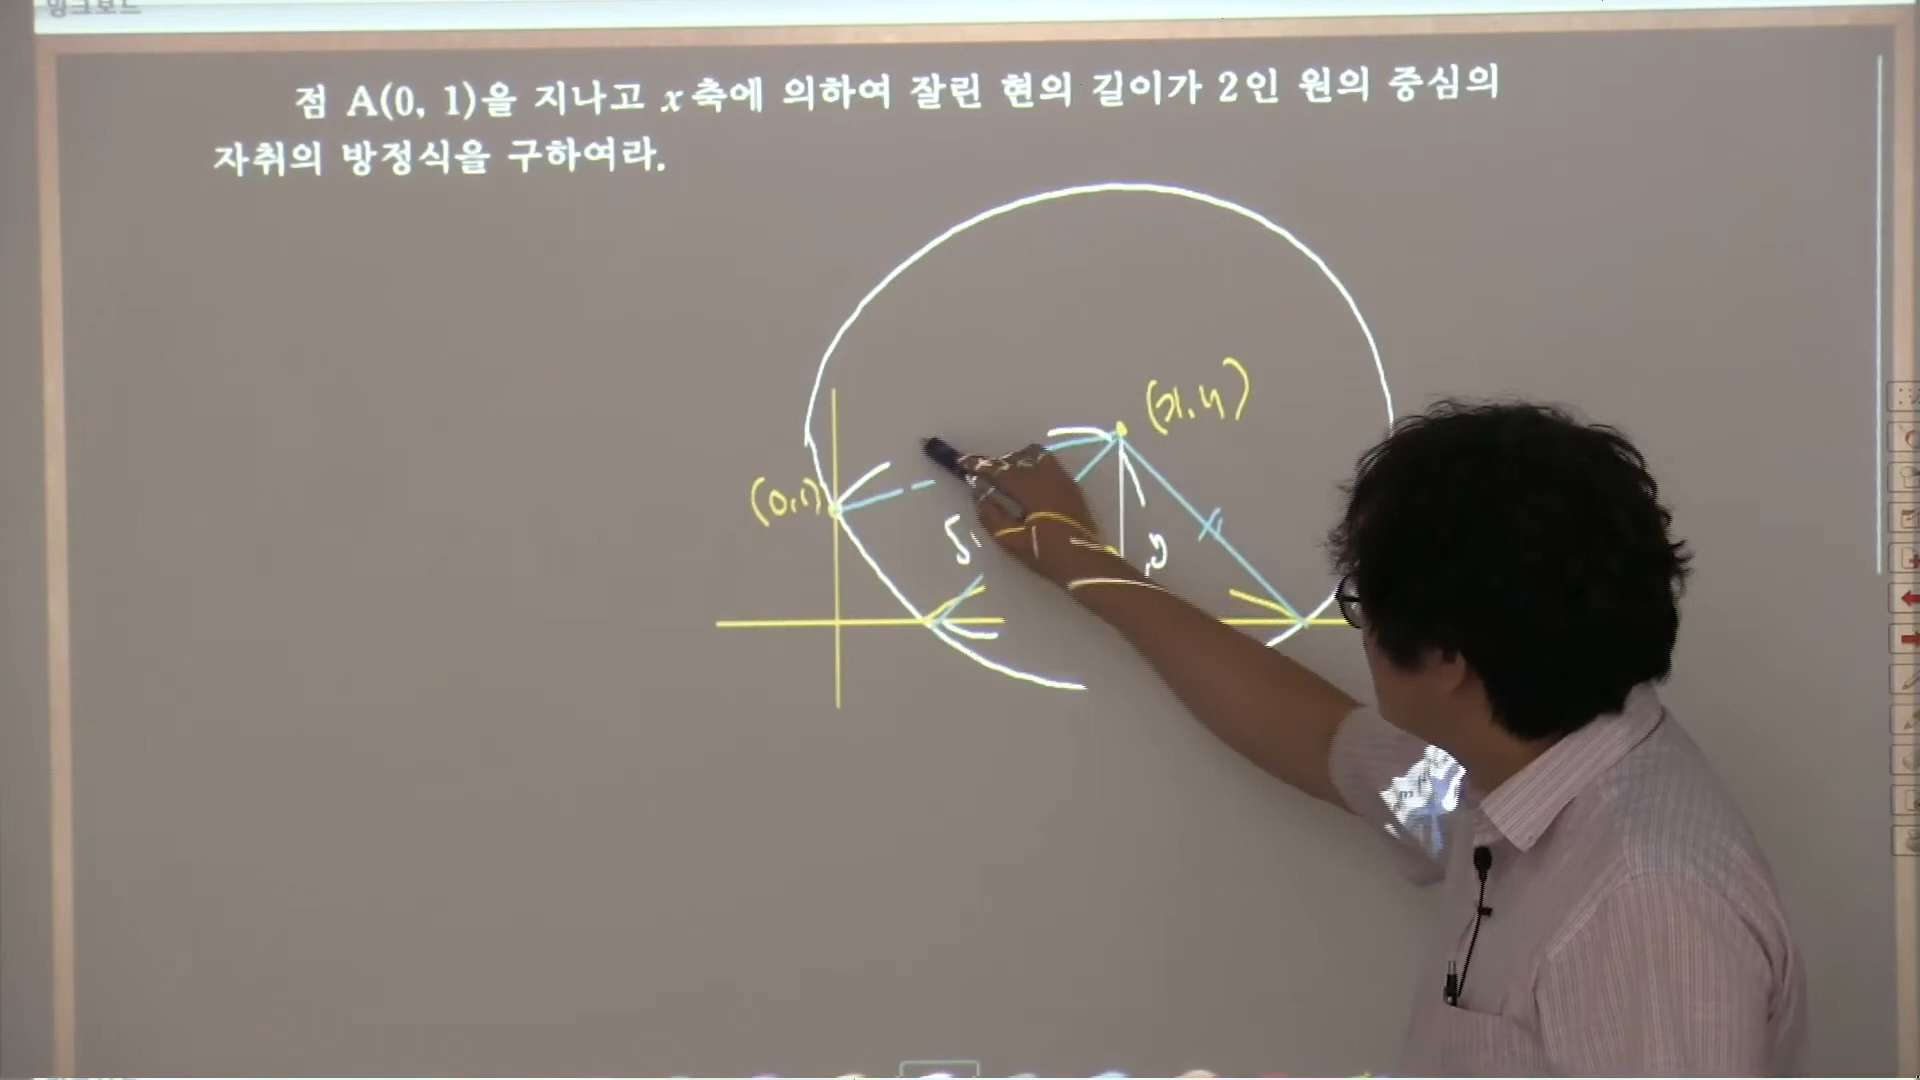 점 A(0, 1)을 지나고 x축에 의하여 잘린 현의 길이가 2인 원의 중심의
자취의 방정식을 구하여라.
(x, y)
(0, 1)